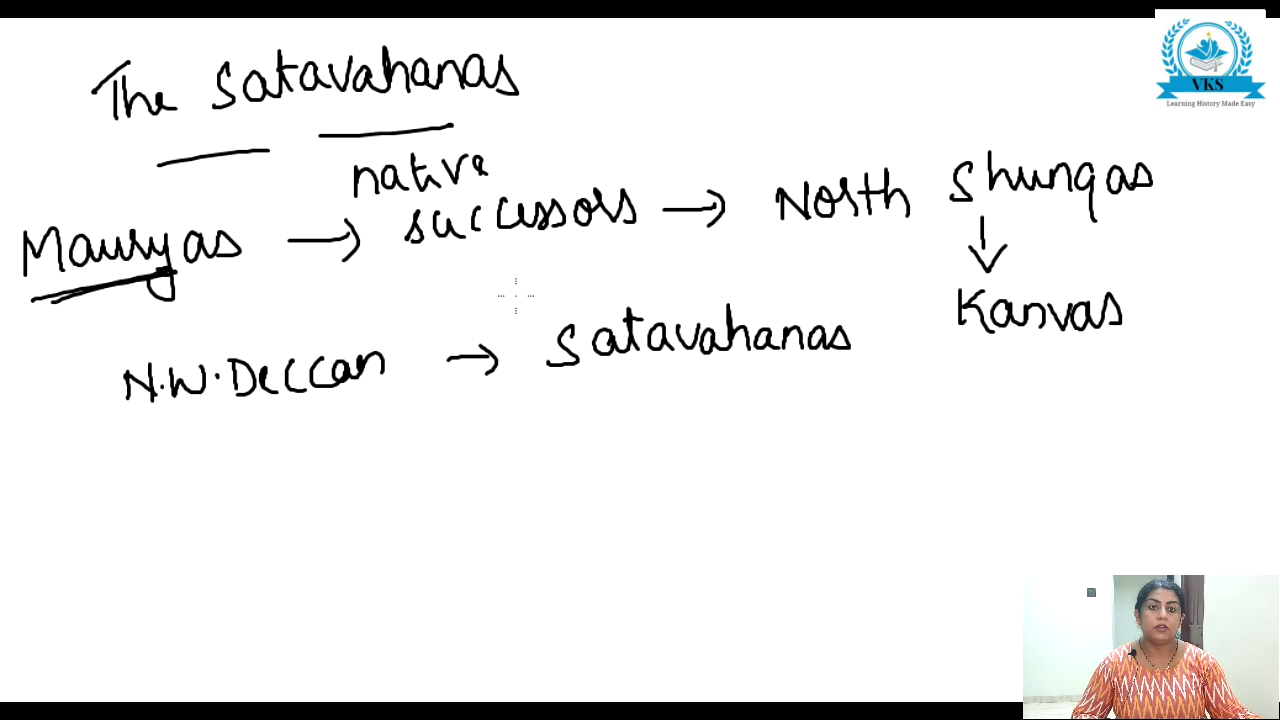 The Satavahanas
VKS
Learning History Made Easy
native
Mauryas → successors → North Shungas
↓
Kanvas
N.W. Deccan → Satavahanas